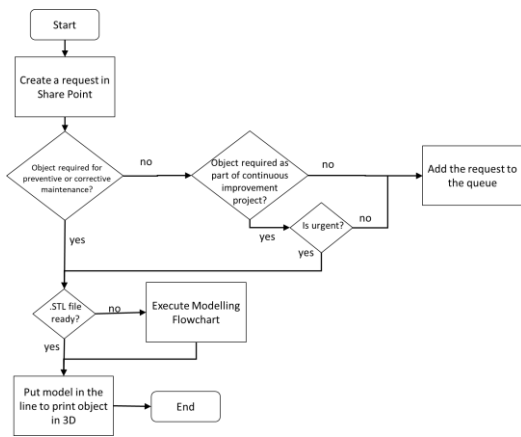 Start
Create a request in
Share Point
Object required for
preventive or corrective
maintenance?
no
Object required as
part of continuous
improvement
project?
no
Add the request to
the queue
yes
Is urgent?
no
yes
yes
.STL file
ready?
no
Execute Modelling
Flowchart
yes
Put model in the
line to print object
in 3D
End